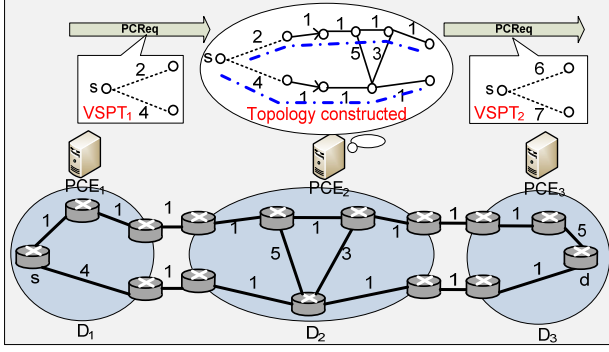 PCReq
PCReq
1 1 1
2
s
5 3
4
1 1 1
Topology constructed
2
s
4
VSPT1
6
s
7
VSPT2
PCE1
PCE2
PCE3
1 1 1 1 1 1 1 1 5
s 4 5 3 1 d
1 1 1 1
D1
D2
D3